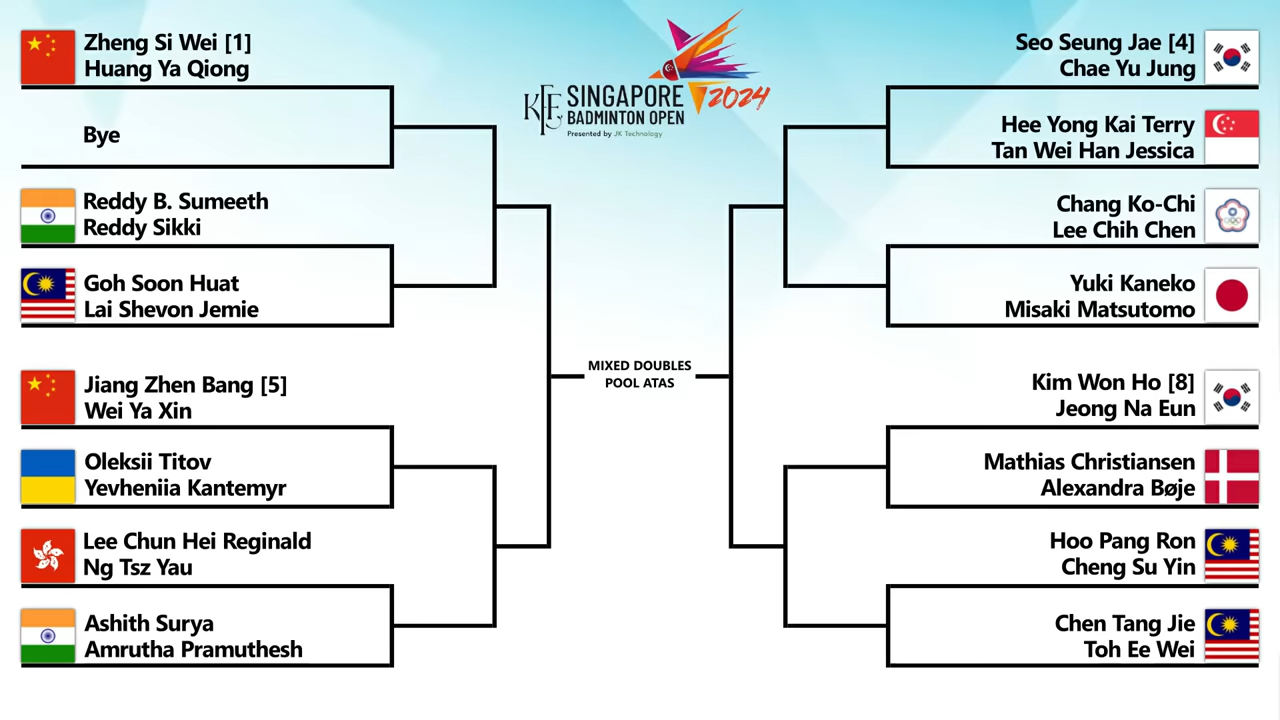 Zheng Si Wei [1]
Huang Ya Qiong
Bye
Reddy B. Sumeeth
Reddy Sikki
Goh Soon Huat
Lai Shevon Jemie
Jiang Zhen Bang [5]
Wei Ya Xin
Oleksii Titov
Yevheniia Kantemyr
Lee Chun Hei Reginald
Ng Tsz Yau
Ashith Surya
Amrutha Pramuthesh
KFF SINGAPORE
BADMINTON OPEN 2024
Presented by JK Technology
MIXED DOUBLES
POOL ATAS
Seo Seung Jae [4]
Chae Yu Jung
Hee Yong Kai Terry
Tan Wei Han Jessica
Chang Ko-Chi
Lee Chih Chen
Yuki Kaneko
Misaki Matsutomo
Kim Won Ho [8]
Jeong Na Eun
Mathias Christiansen
Alexandra Bøje
Hoo Pang Ron
Cheng Su Yin
Chen Tang Jie
Toh Ee Wei